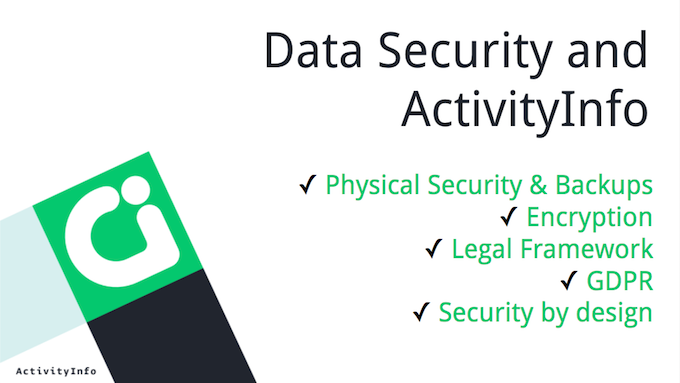 Data Security and
ActivityInfo
✓ Physical Security & Backups
✓ Encryption
✓ Legal Framework
✓ GDPR
✓ Security by design
ActivityInfo